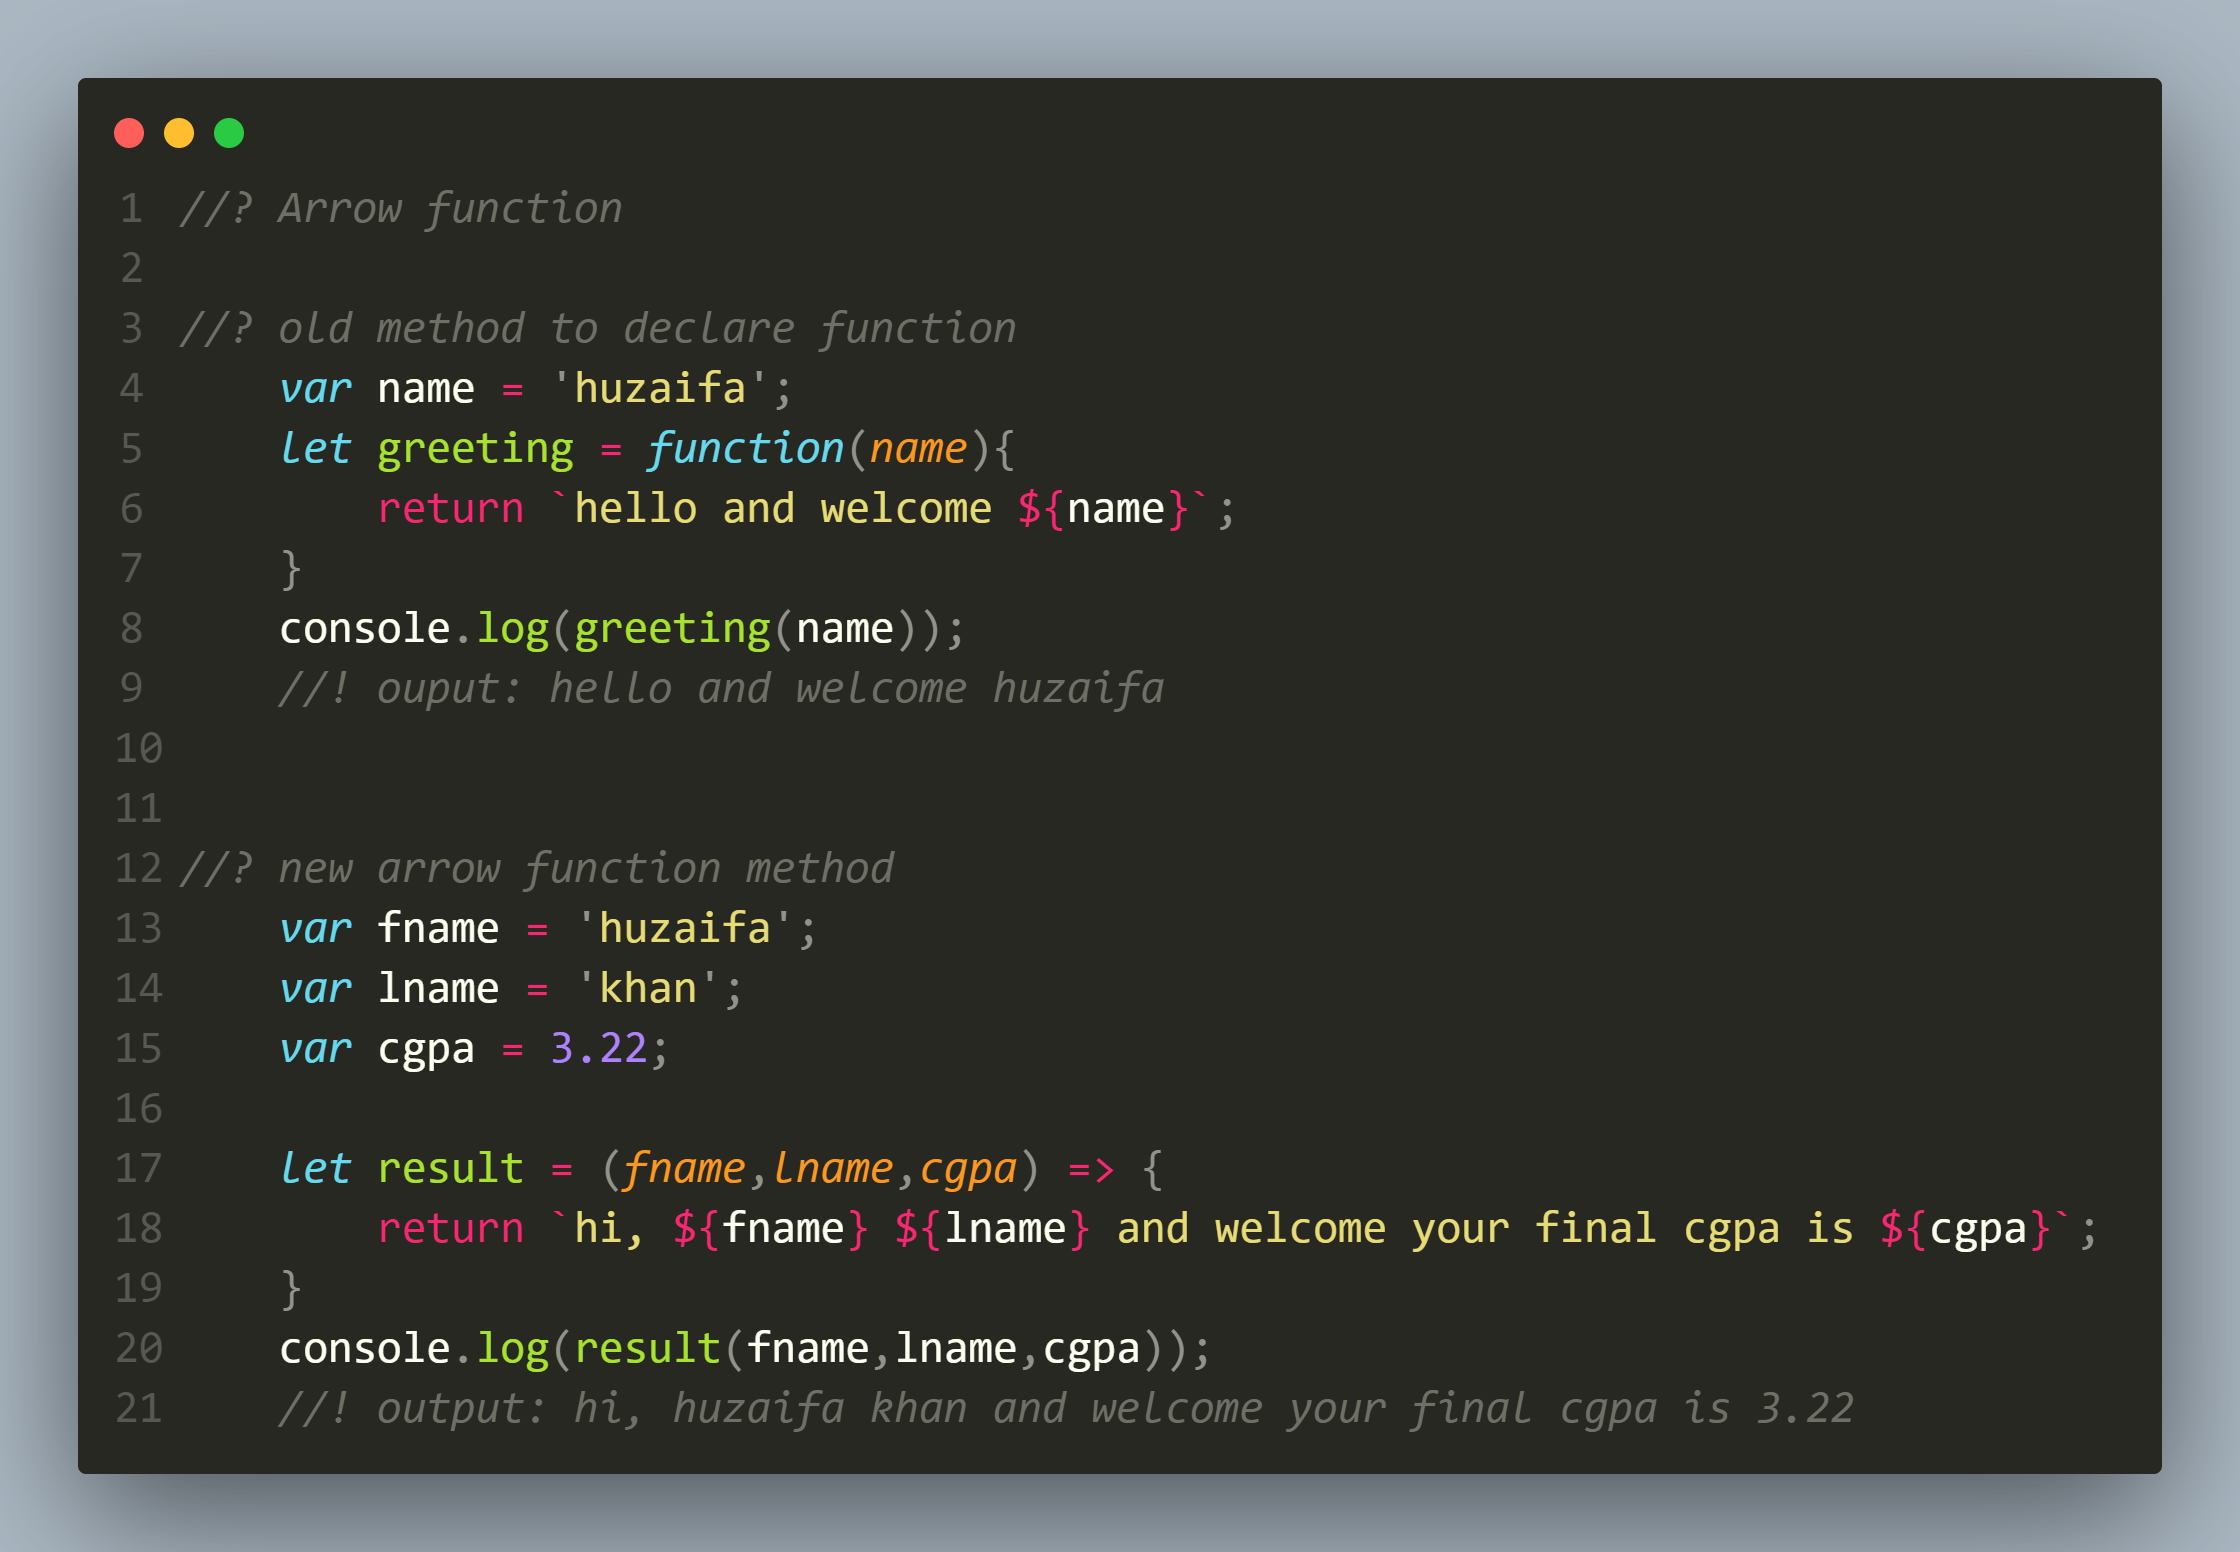 1 //? Arrow function
2
3 //? old method to declare function
4     var name = 'huzaifa';
5     let greeting = function(name){
6         return `hello and welcome ${name}`;
7     }
8     console.log(greeting(name));
9     //! ouput: hello and welcome huzaifa
10
11
12 //? new arrow function method
13     var fname = 'huzaifa';
14     var lname = 'khan';
15     var cgpa = 3.22;
16
17     let result = (fname,lname,cgpa) => {
18         return `hi, ${fname} ${lname} and welcome your final cgpa is ${cgpa}`;
19     }
20     console.log(result(fname,lname,cgpa));
21     //! output: hi, huzaifa khan and welcome your final cgpa is 3.22